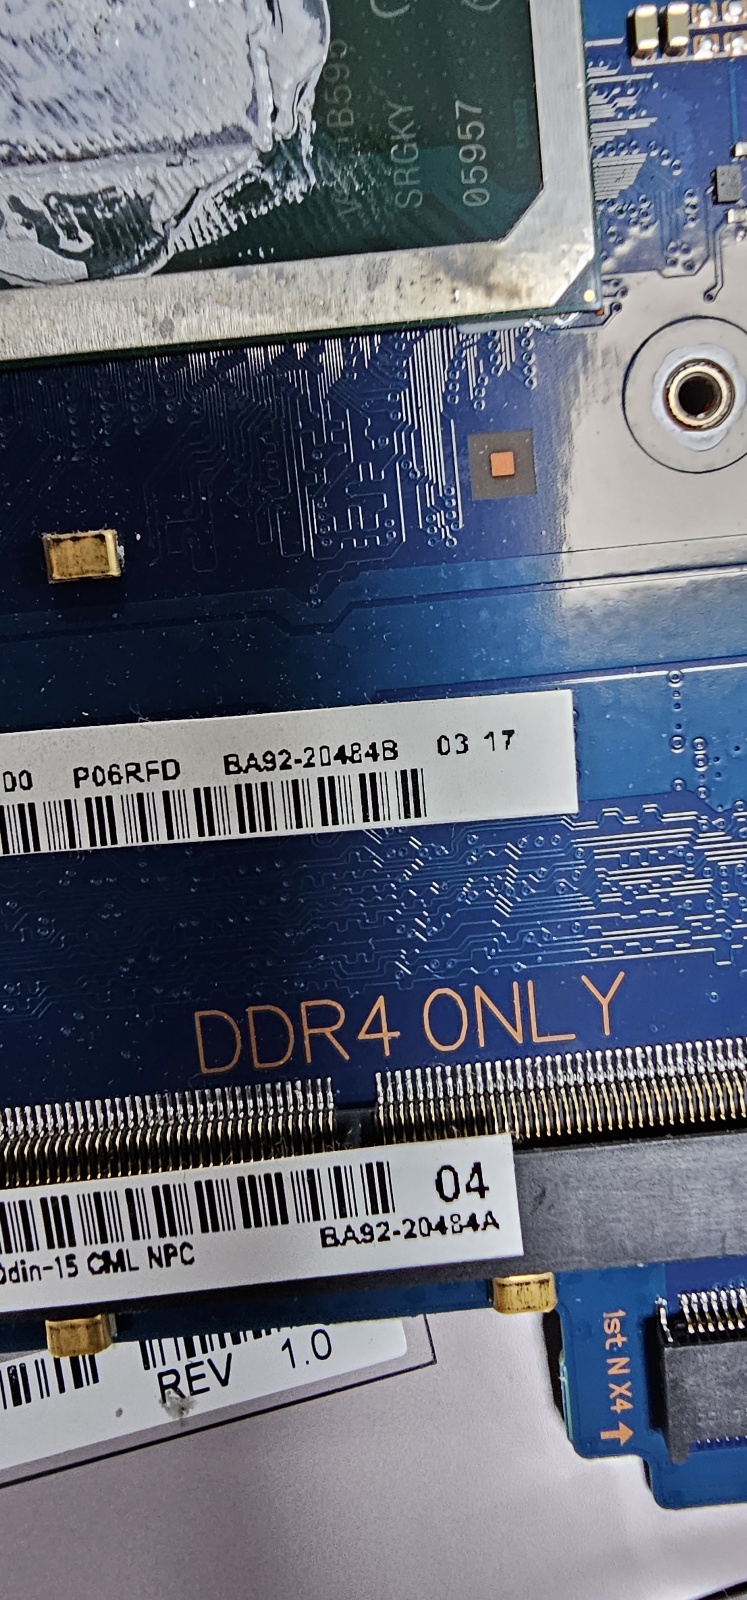 SRGKY
05957
00 P06RFD BA92-20484B 03 17
DDR4 ONLY
04
BA92-20484A
Odin-15 CML NPC
1st N X4 ↑
REV 1.0